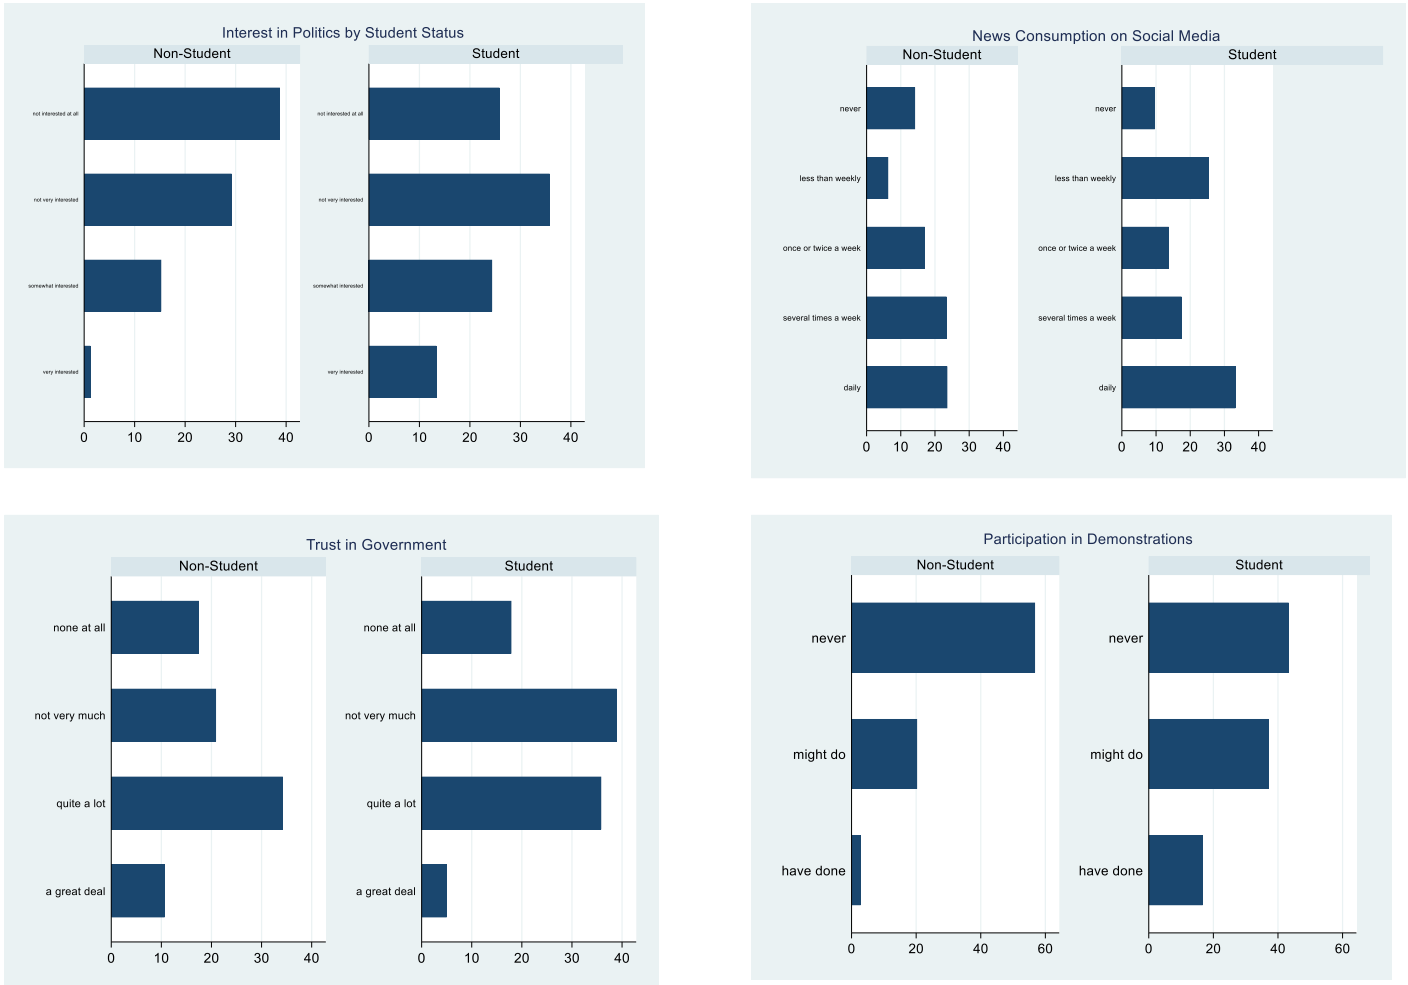 Interest in Politics by Student Status
Non-Student
not interested at all
not very interested
somewhat interested
very interested
0 10 20 30 40
Student
not interested at all
not very interested
somewhat interested
very interested
0 10 20 30 40
News Consumption on Social Media
Non-Student
never
less than weekly
once or twice a week
several times a week
daily
0 10 20 30 40
Student
never
less than weekly
once or twice a week
several times a week
daily
0 10 20 30 40
Trust in Government
Non-Student
none at all
not very much
quite a lot
a great deal
0 10 20 30 40
Student
none at all
not very much
quite a lot
a great deal
0 10 20 30 40
Participation in Demonstrations
Non-Student
never
might do
have done
0 20 40 60
Student
never
might do
have done
0 20 40 60